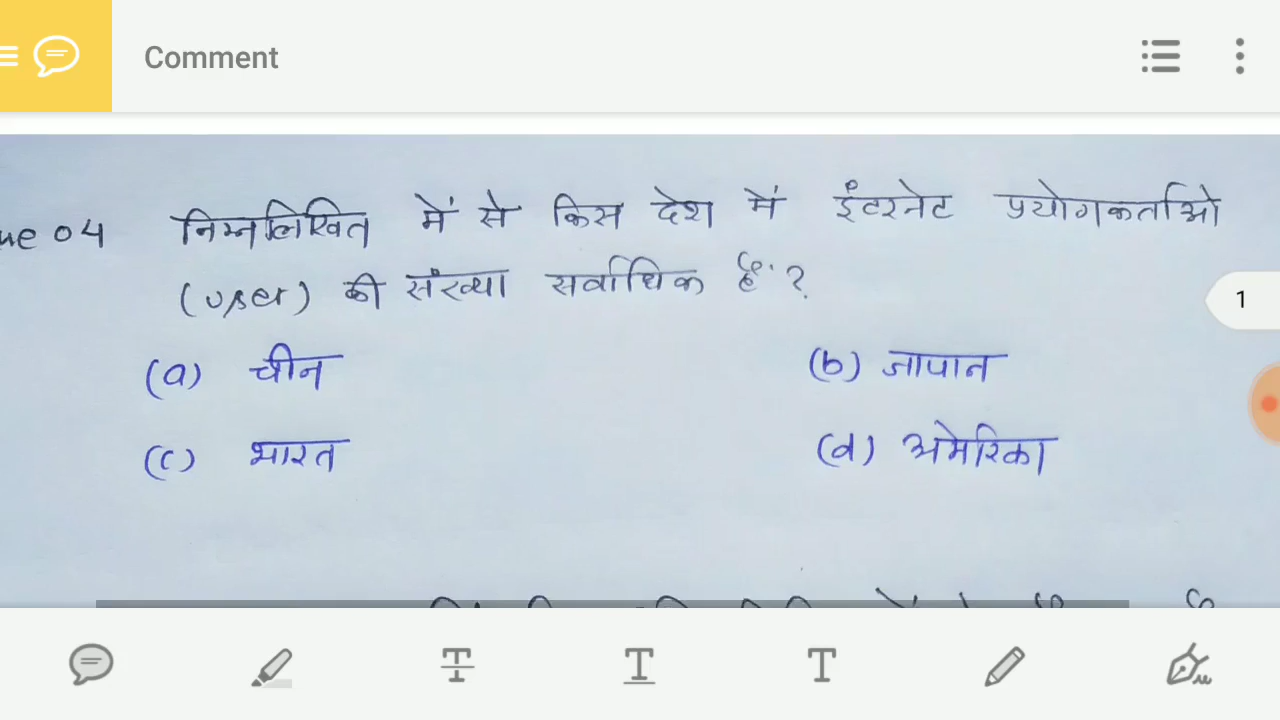 Comment
ue 04 निम्नलिखित में से किस देश में इंटरनेट प्रयोगकर्ताओ
(user) की संख्या सर्वाधिक हैं ?
1
(a) चीन (b) जापान
(c) भारत (d) अमेरिका